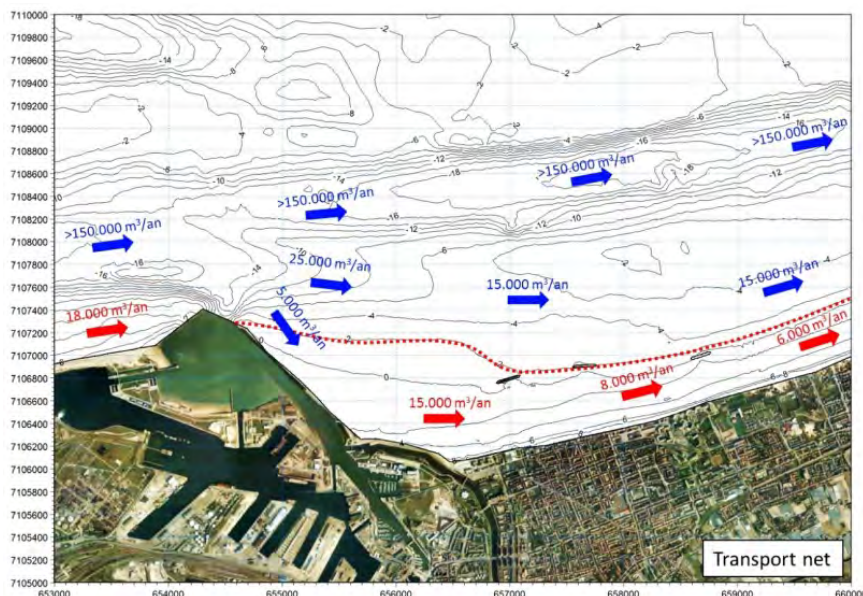 7110000
7109800
7109600
7109400
7109200
7109000
7108800
7108600
7108400
7108200
7108000
7107800
7107600
7107400
7107200
7107000
7106800
7106600
7106400
7106200
7106000
7105800
7105600
7105400
7105200
7105000
>150.000 m³/an
>150.000 m³/an
>150.000 m³/an
>150.000 m³/an
25.000 m³/an
15.000 m³/an
15.000 m³/an
5.000 m³/an
18.000 m³/an
6.000 m³/an
8.000 m³/an
15.000 m³/an
Transport net
653000 654000 655000 656000 657000 658000 659000 660000